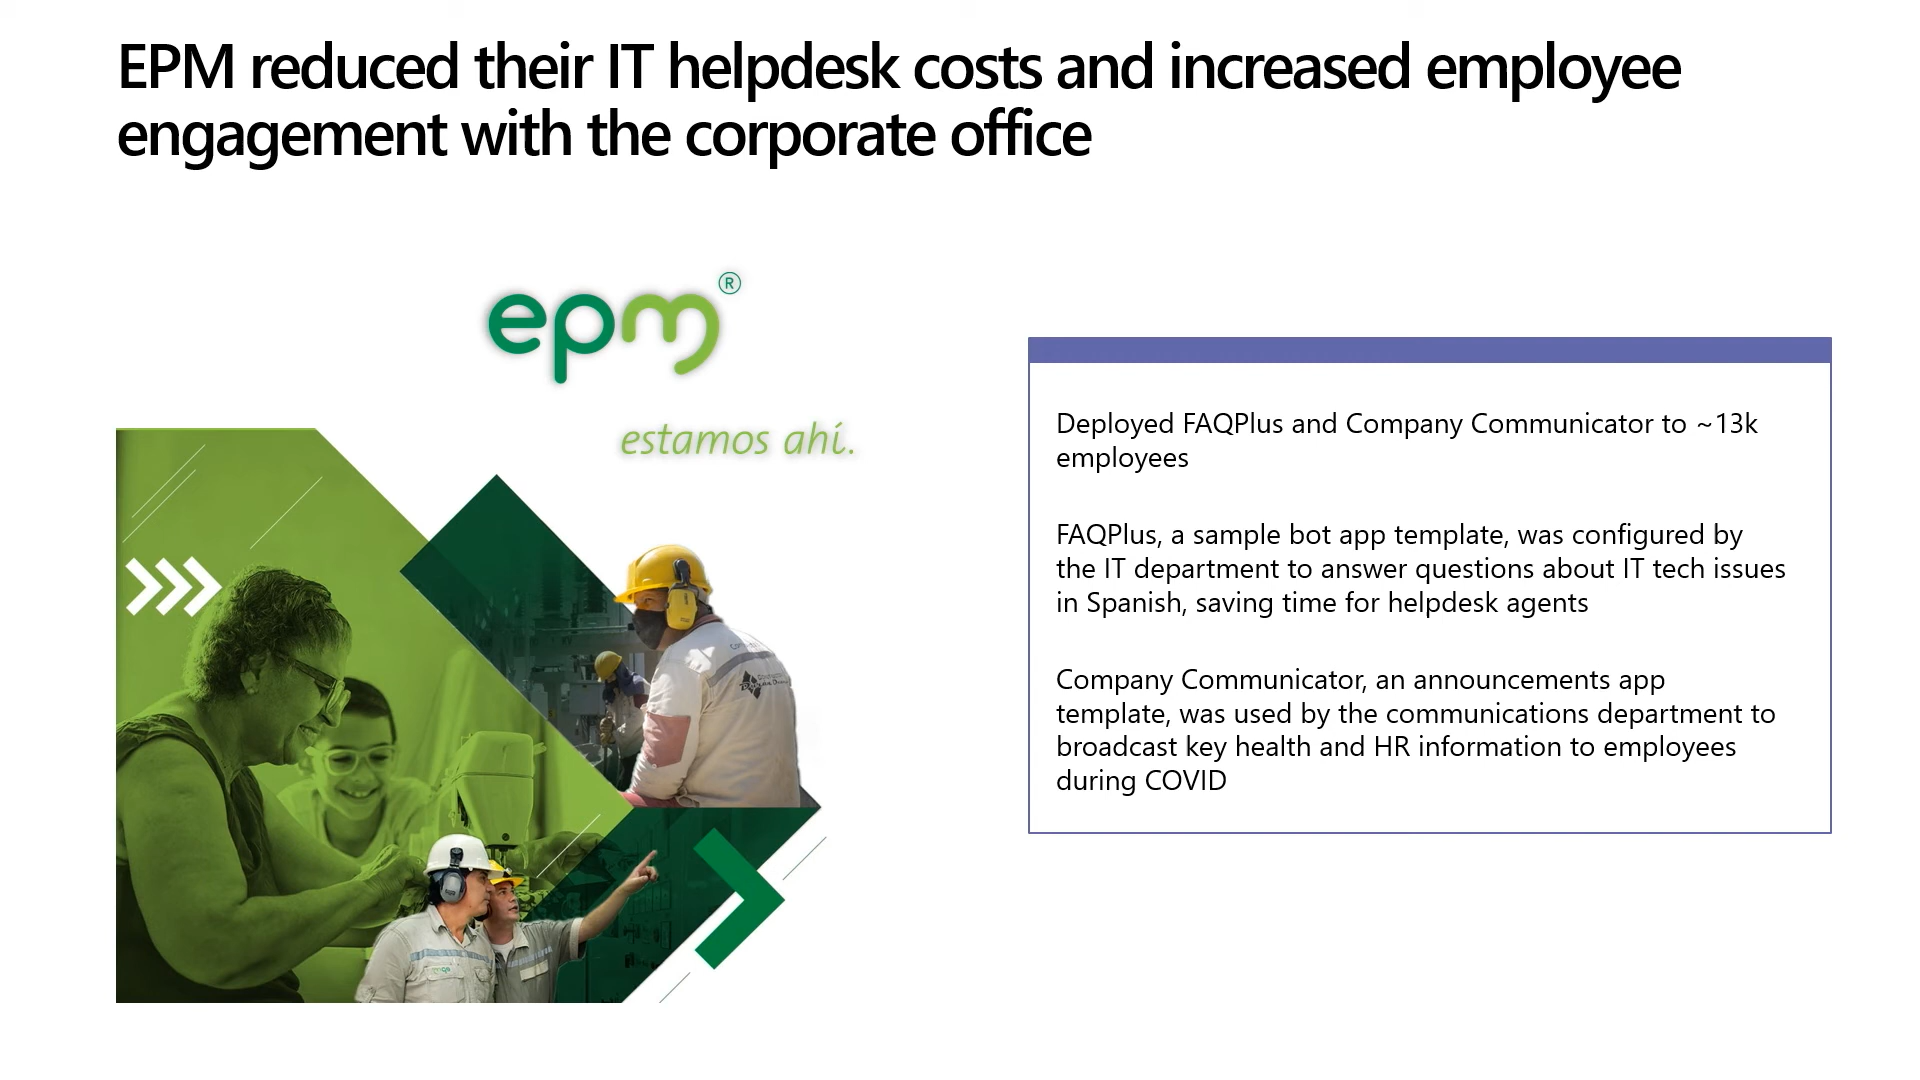 EPM reduced their IT helpdesk costs and increased employee
engagement with the corporate office
epm®
estamos ahí.
Deployed FAQPlus and Company Communicator to ~13k
employees
FAQPlus, a sample bot app template, was configured by
the IT department to answer questions about IT tech issues
in Spanish, saving time for helpdesk agents
Company Communicator, an announcements app
template, was used by the communications department to
broadcast key health and HR information to employees
during COVID